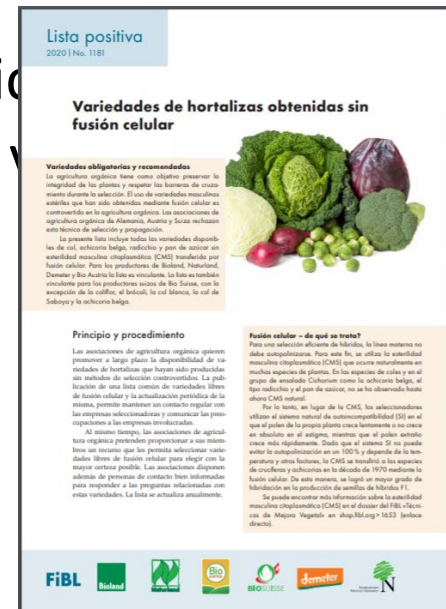 Lista positiva
2020 | No. 1181
Variedades de hortalizas obtenidas sin
fusión celular
Variedades obligatorias y recomendadas
La agricultura orgánica tiene como objetivo preservar la
integridad de las plantas y respetar las barreras de cruza-
miento durante la selección. El uso de variedades masculinas
estériles que han sido obtenidas mediante fusión celular es
controvertido en la agricultura orgánica. Las asociaciones de
agricultura orgánica de Alemania, Austria y Suiza rechazan
esta técnica de selección y propagación.
La presente lista incluye todas las variedades disponib-
les de col, achicoria belga, radicchio y pan de azúcar sin
esterilidad masculina citoplasmática (CMS) transferida por
fusión celular. Para los productores de Bioland, Naturland,
Demeter y Bio Austria la lista es vinculante. La lista es también
vinculante para los productores suizos de Bio Suisse, con la
excepción de la coliflor, el brócoli, la col blanca, la col de
Saboya y la achicoria belga.
Principio y procedimiento
Las asociaciones de agricultura orgánica quieren
promover a largo plazo la disponibilidad de va-
riedades de hortalizas que hayan sido producidas
sin métodos de selección controvertidos. La pub-
licación de una lista común de variedades libres
de fusión celular y la actualización periódica de la
misma, permite mantener un contacto regular con
las empresas seleccionadoras y comunicar las preo-
cupaciones a las empresas involucradas.
Al mismo tiempo, las asociaciones de agricul-
tura orgánica pretenden proporcionar a sus miem-
bros un recurso que les permita seleccionar varie-
dades libres de fusión celular para elegir con la
mayor certeza posible. Las asociaciones disponen
además de personas de contacto bien informadas
para responder a las preguntas relacionadas con
estas variedades. La lista se actualiza anualmente.
Fusión celular – de qué se trata?
Para una selección eficiente de híbridos, la línea materna no
debe autopolinizarse. Para este fin, se utiliza la esterilidad
masculina citoplasmática (CMS) que ocurre naturalmente en
muchas especies de plantas. En las especies de coles y en el
grupo de ensalada Cichorium como la achicoria belga, el
tipo radicchio y el pan de azúcar, no se ha observado hasta
ahora CMS natural.
Por lo tanto, en lugar de la CMS, los seleccionadores
utilizan el sistema natural de autoincompatibilidad (SI) en el
que el polen de la propia planta crece lentamente o no crece
en absoluto en el estigma, mientras que el polen extraño
crece más rápidamente. Dado que el sistema SI no puede
evitar la autopolinización en un 100 % y depende de la tem-
peratura y otros factores, la CMS se transfirió a las especies
de crucíferas y achicorias en la década de 1970 mediante la
fusión celular. De esta manera, se logró un mayor grado de
hibridación en la producción de semillas de híbridos F1.
Se puede encontrar más información sobre la esterilidad
masculina citoplasmática (CMS) en el dossier del FiBL «Técni-
cas de Mejora Vegetal» en shop.fibl.org > 1653 (enlace
directo).
FiBL
Bioland
Bio
BIOSUISSE
demeter
N